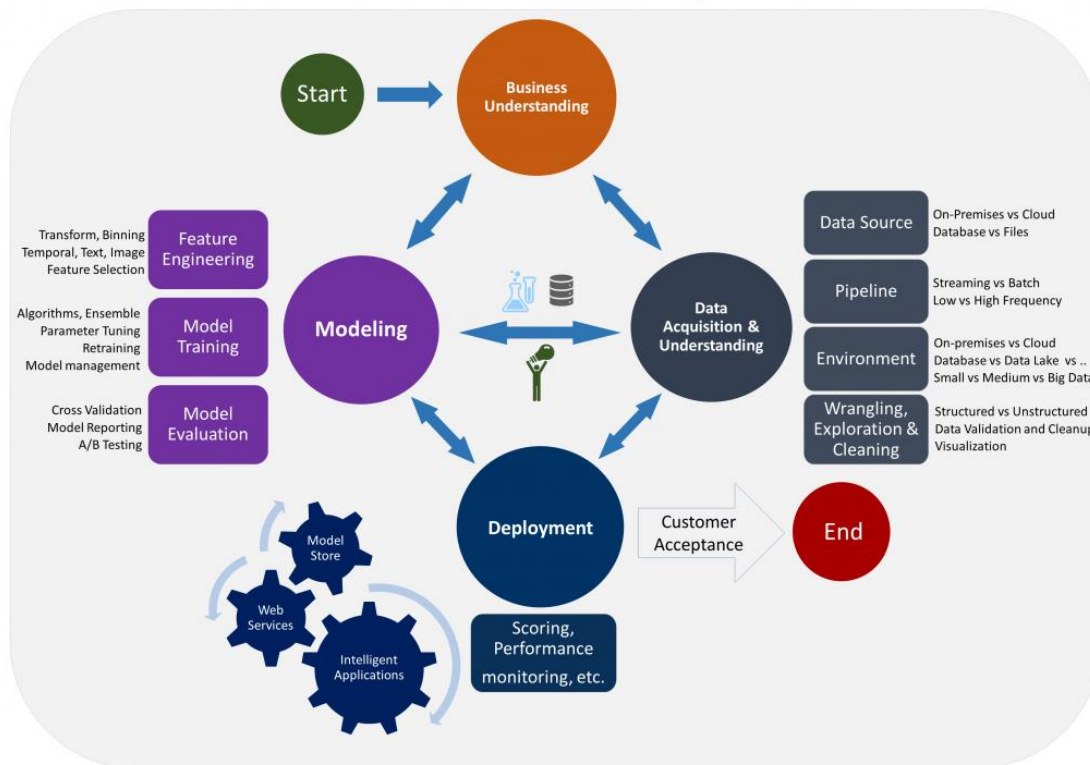 Start
Business
Understanding
Transform, Binning
Temporal, Text, Image
Feature Selection
Feature
Engineering
Algorithms, Ensemble
Parameter Tuning
Retraining
Model management
Model
Training
Cross Validation
Model Reporting
A/B Testing
Model
Evaluation
Modeling
Data
Acquisition &
Understanding
Data Source
On-Premises vs Cloud
Database vs Files
Pipeline
Streaming vs Batch
Low vs High Frequency
Environment
On-premises vs Cloud
Database vs Data Lake vs ..
Small vs Medium vs Big Data
Wrangling,
Exploration &
Cleaning
Structured vs Unstructured
Data Validation and Cleanup
Visualization
Deployment
Customer
Acceptance
End
Model
Store
Web
Services
Intelligent
Applications
Scoring,
Performance
monitoring, etc.